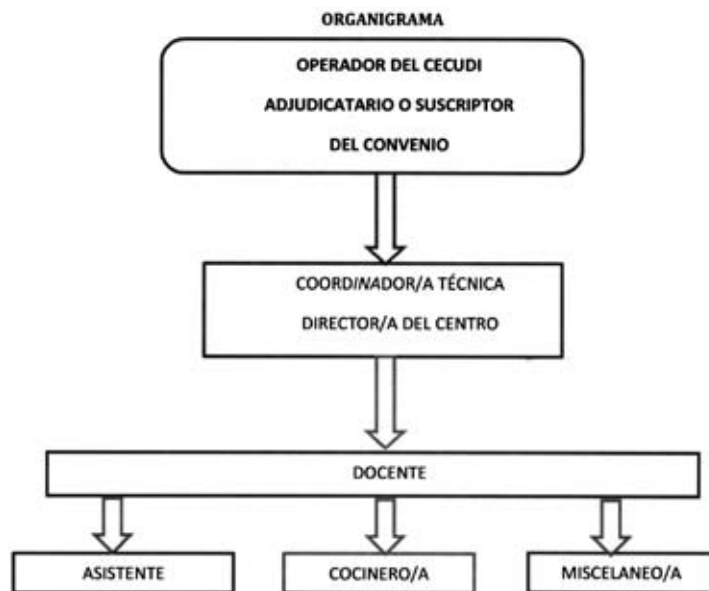 ORGANIGRAMA
OPERADOR DEL CECUDI
ADJUDICATARIO O SUSCRIPTOR
DEL CONVENIO
COORDINADOR/A TÉCNICA
DIRECTOR/A DEL CENTRO
DOCENTE
ASISTENTE
COCINERO/A
MISCELANEO/A